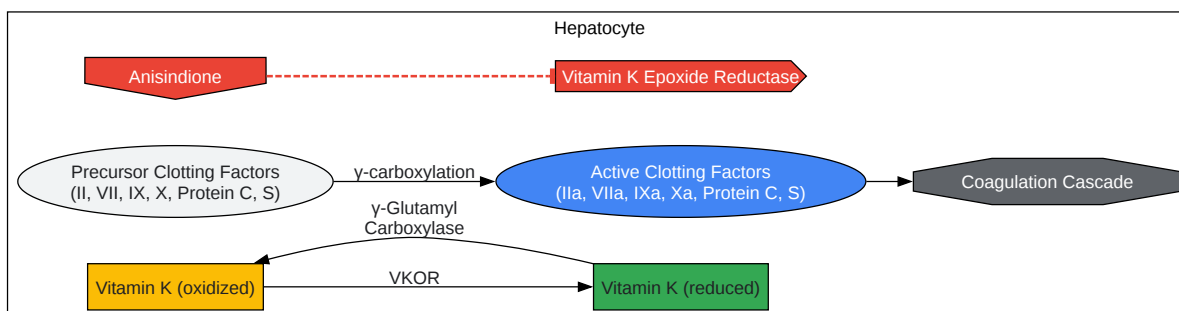 Hepatocyte
Anisindione
Vitamin K Epoxide Reductase
Precursor Clotting Factors
(II, VII, IX, X, Protein C, S)
γ-carboxylation
Active Clotting Factors
(IIa, VIIa, IXa, Xa, Protein C, S)
Coagulation Cascade
γ-Glutamyl
Carboxylase
Vitamin K (oxidized)
VKOR
Vitamin K (reduced)